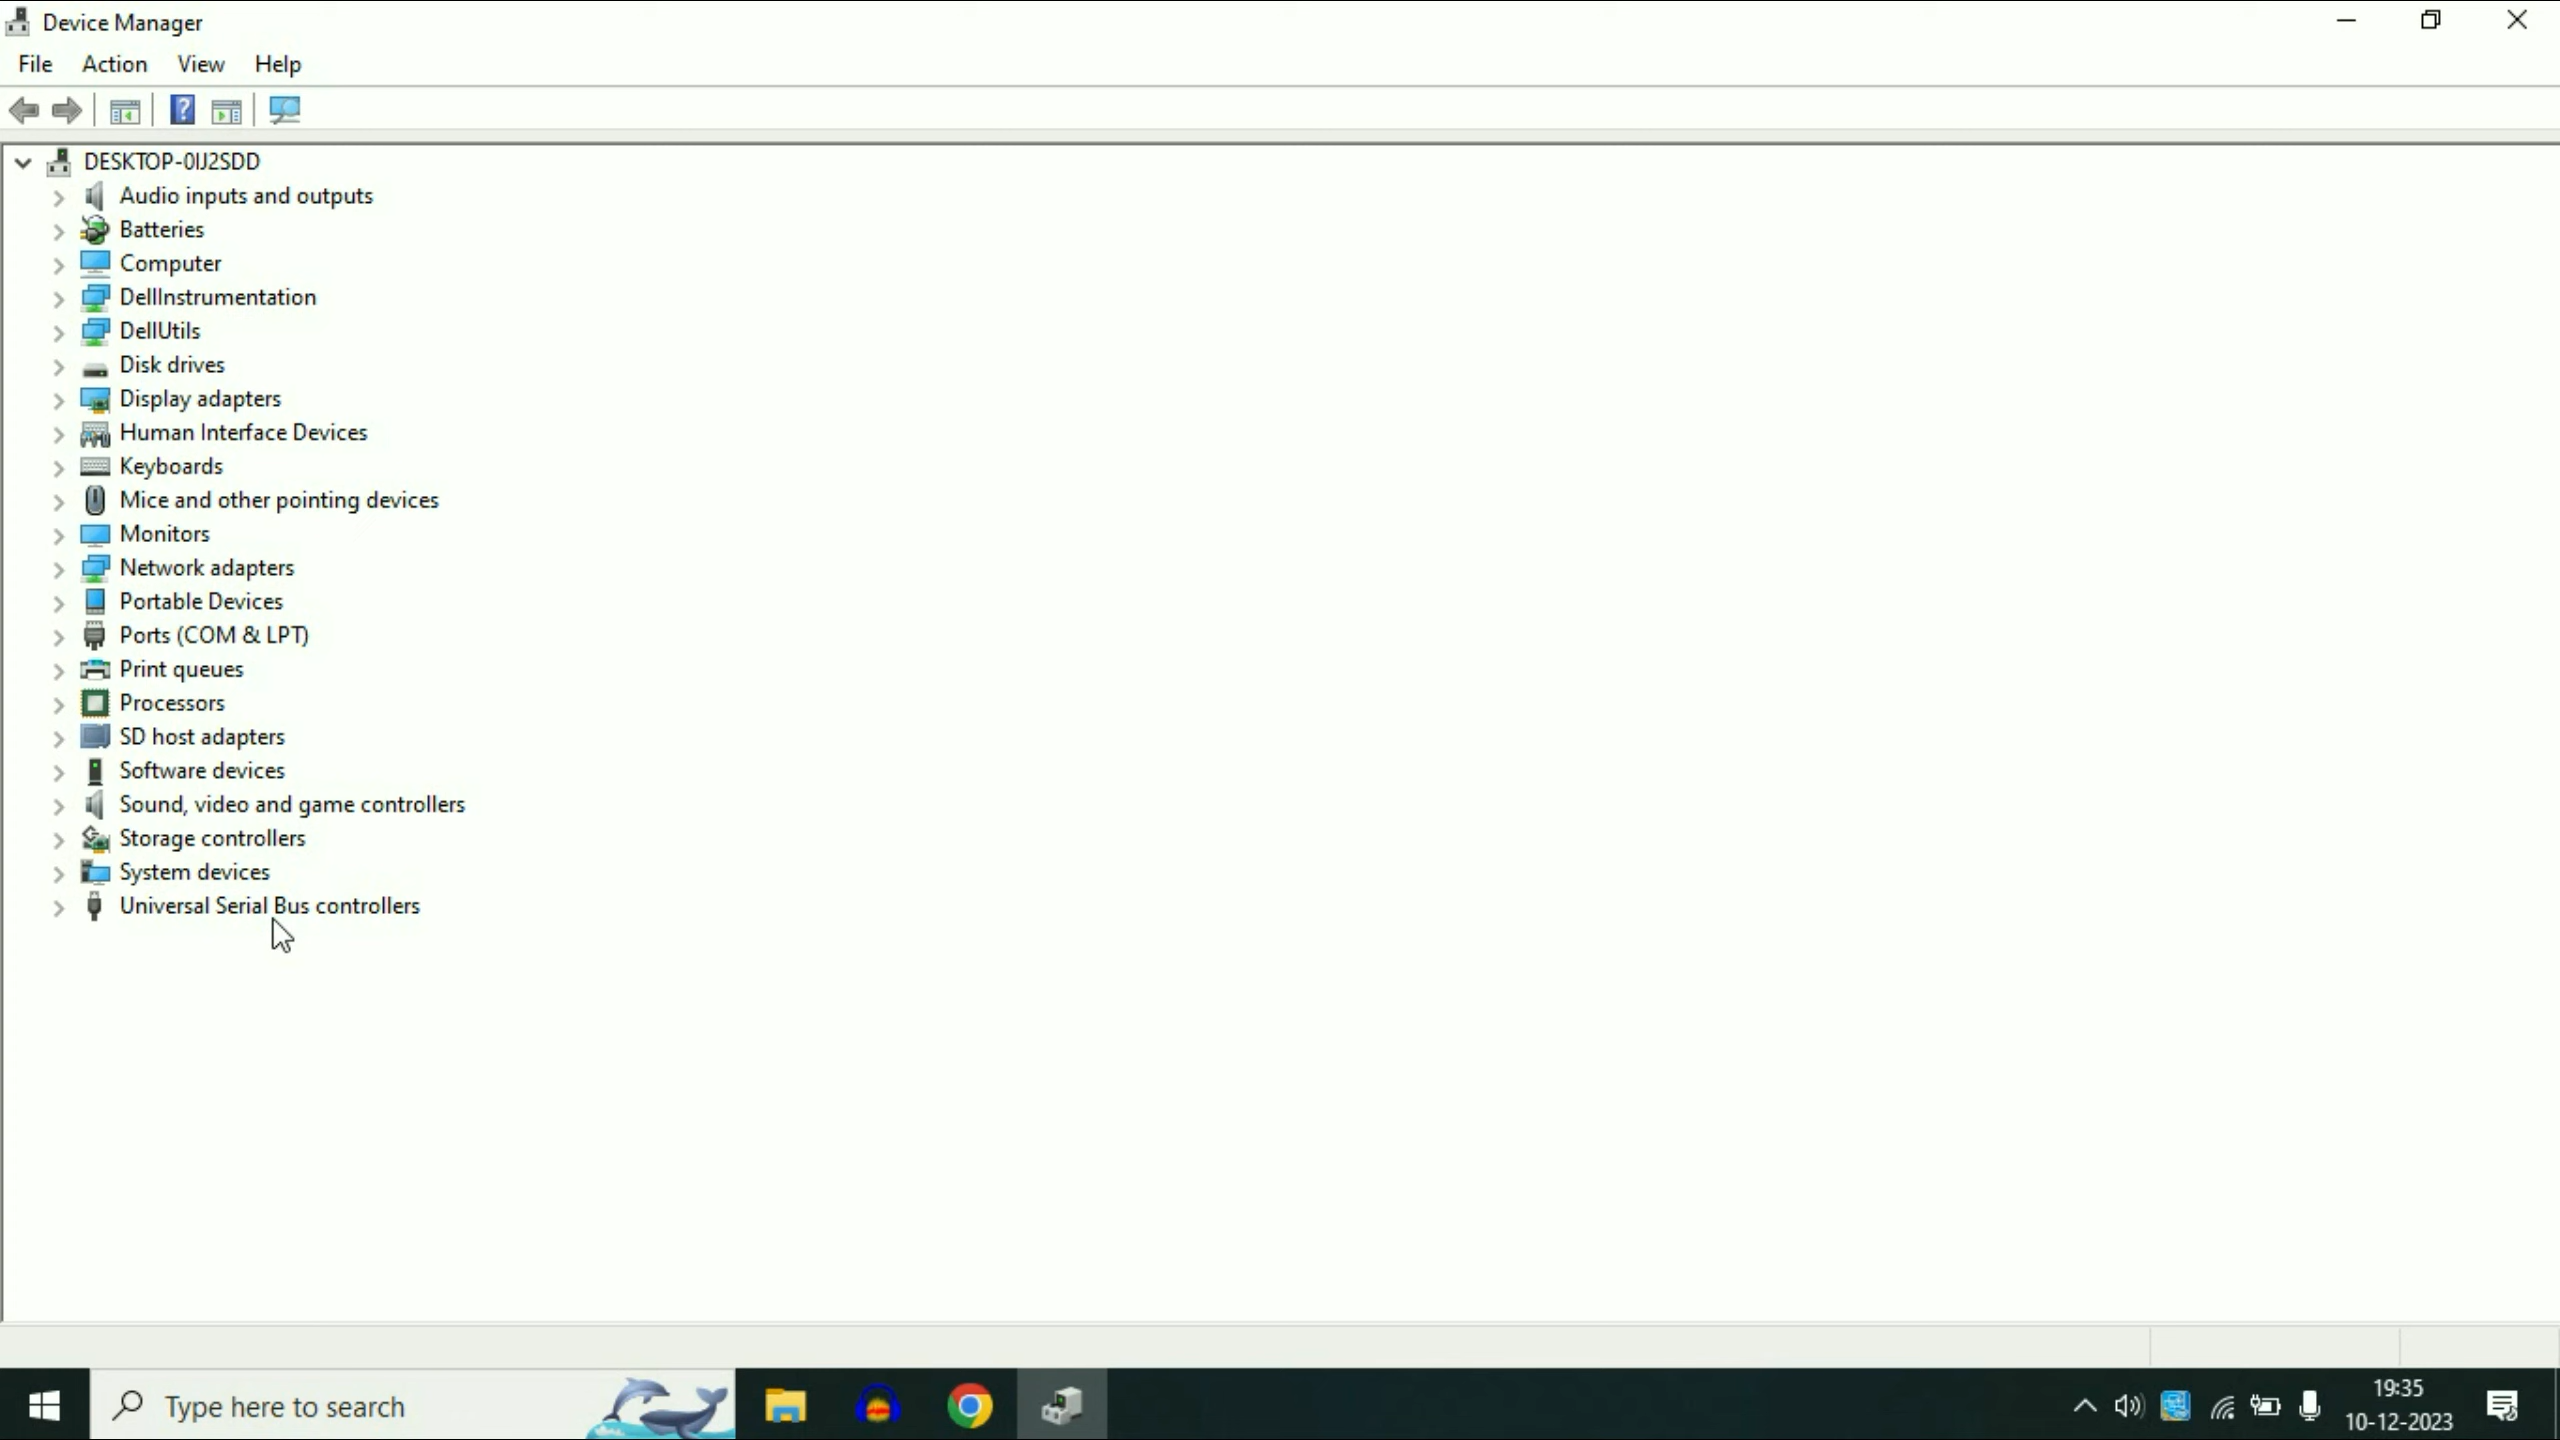 Device Manager
File Action View Help
DESKTOP-0IJ2SDD
Audio inputs and outputs
Batteries
Computer
DellInstrumentation
DellUtils
Disk drives
Display adapters
Human Interface Devices
Keyboards
Mice and other pointing devices
Monitors
Network adapters
Portable Devices
Ports (COM & LPT)
Print queues
Processors
SD host adapters
Software devices
Sound, video and game controllers
Storage controllers
System devices
Universal Serial Bus controllers
Type here to search
19:35
10-12-2023